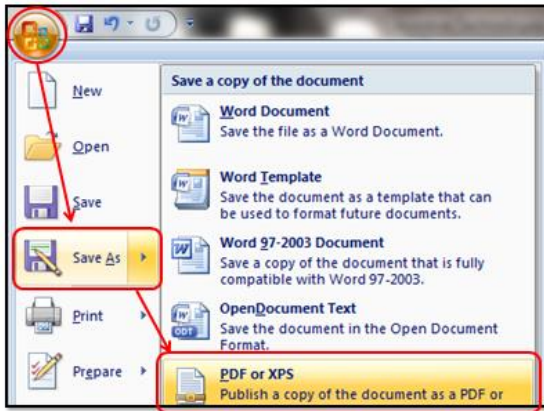 New
Open
Save
Save As
Print
Prepare
Save a copy of the document
Word Document
Save the file as a Word Document.
Word Template
Save the document as a template that can
be used to format future documents.
Word 97-2003 Document
Save a copy of the document that is fully
compatible with Word 97-2003.
OpenDocument Text
Save the document in the Open Document
Format.
PDF or XPS
Publish a copy of the document as a PDF or